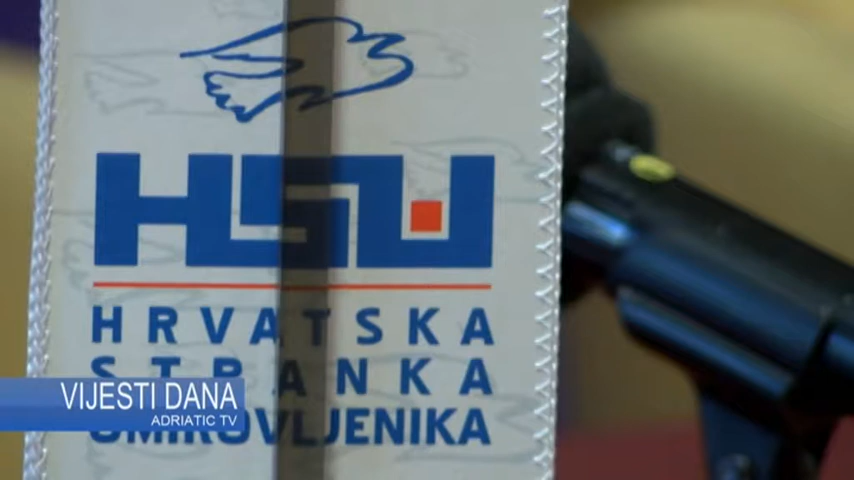 HSU
HRVATSKA
STRANKA
UMIROVLJENIKA
VIJESTI DANA
ADRIATIC TV